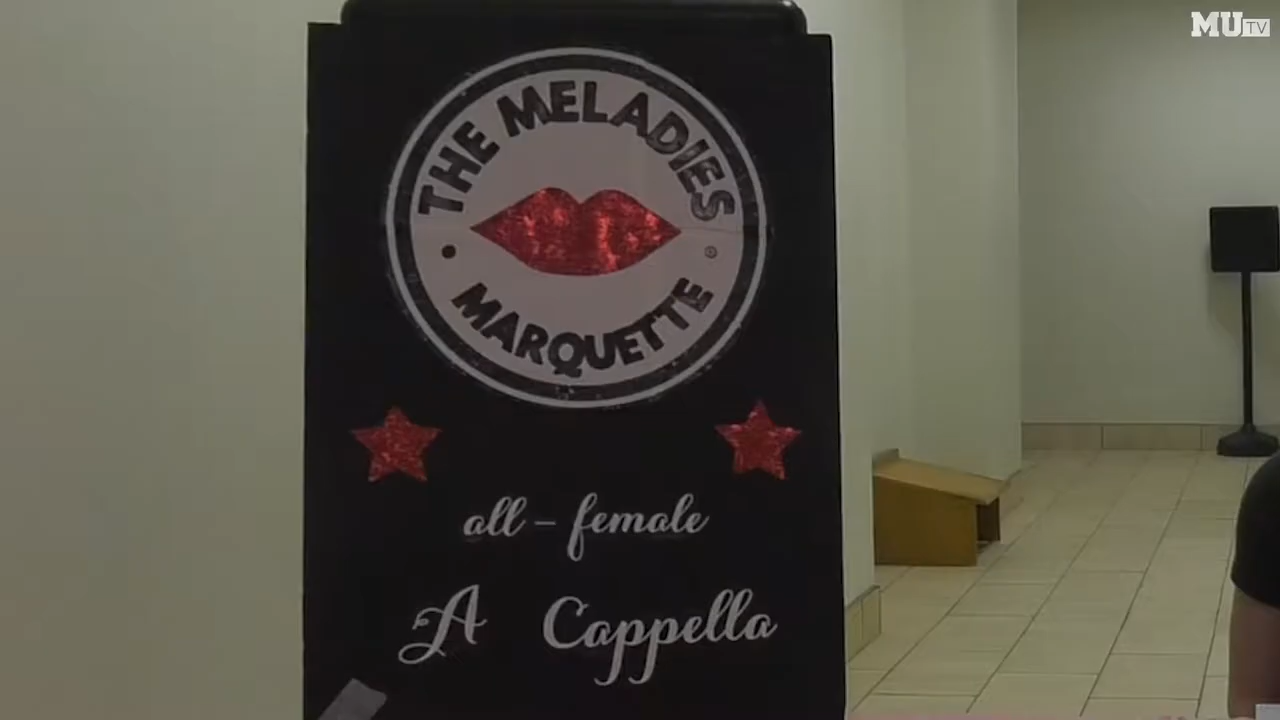 MUTV
THE MELADIES
MARQUETTE
all-female
A Cappella